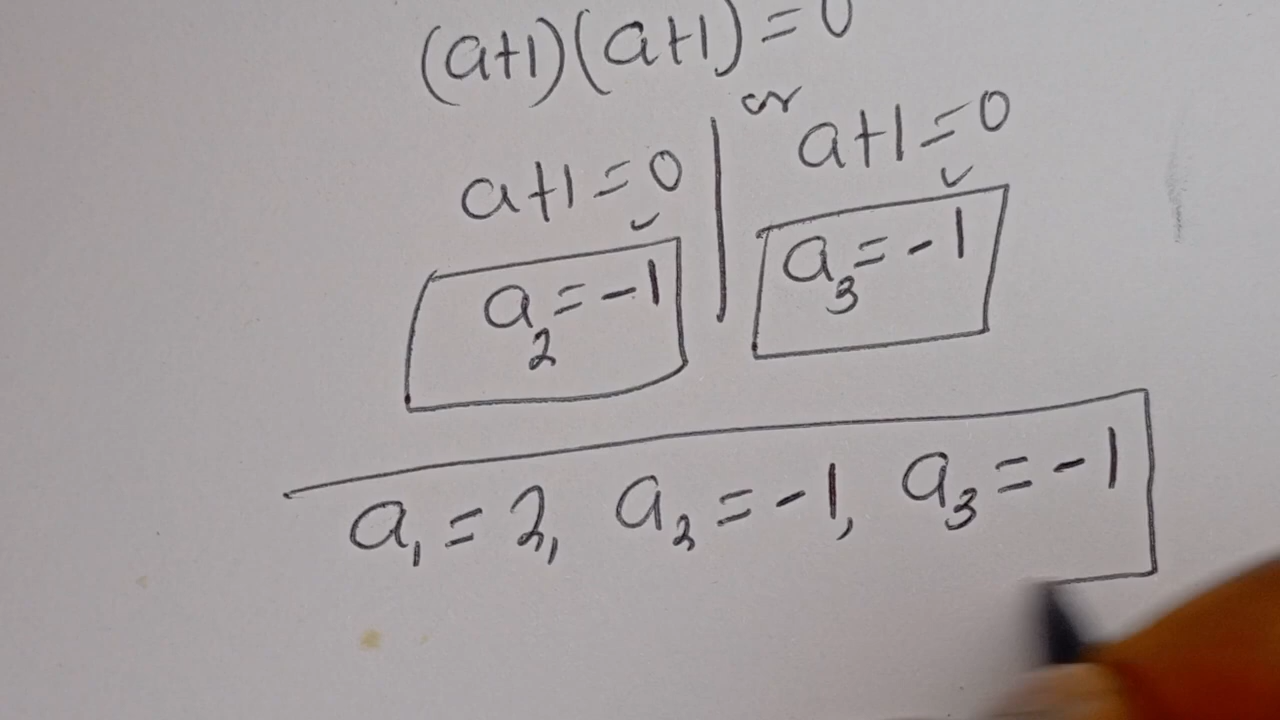 (a+1)(a+1)=0
or
a+1=0 | a+1=0
a₂=-1 | a₃=-1
a₁=2, a₂=-1, a₃=-1